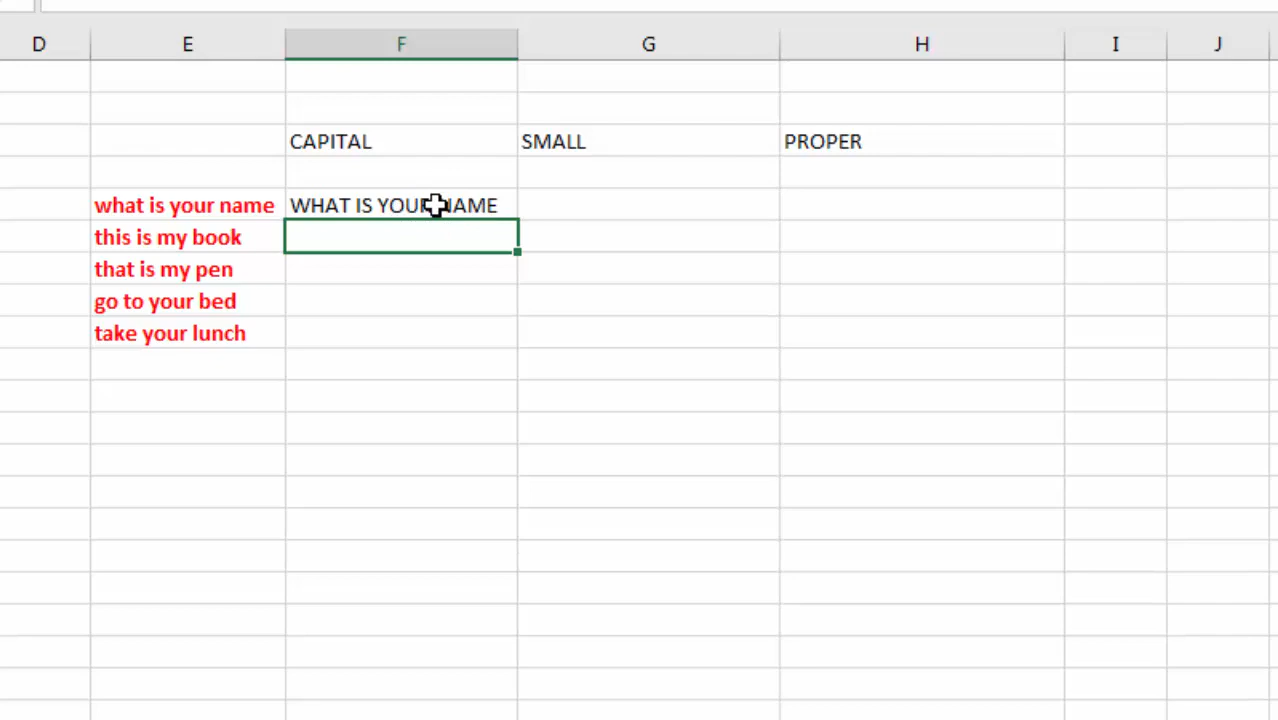 D E F G H I J
CAPITAL SMALL PROPER
what is your name WHAT IS YOUR NAME
this is my book
that is my pen
go to your bed
take your lunch